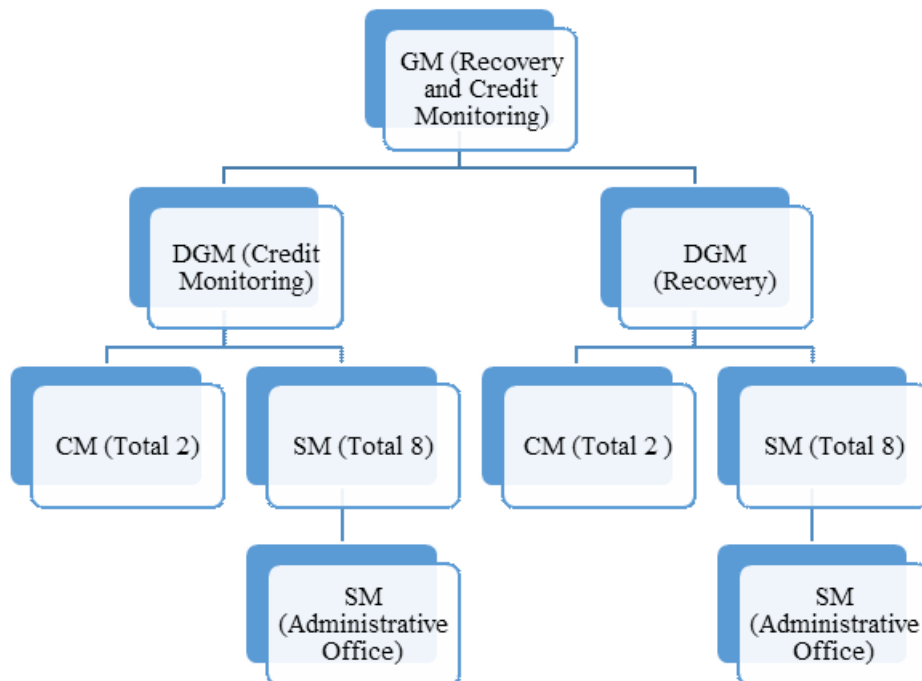 GM (Recovery
and Credit
Monitoring)
DGM (Credit
Monitoring)
DGM
(Recovery)
CM (Total 2)
SM (Total 8)
CM (Total 2 )
SM (Total 8)
SM
(Administrative
Office)
SM
(Administrative
Office)